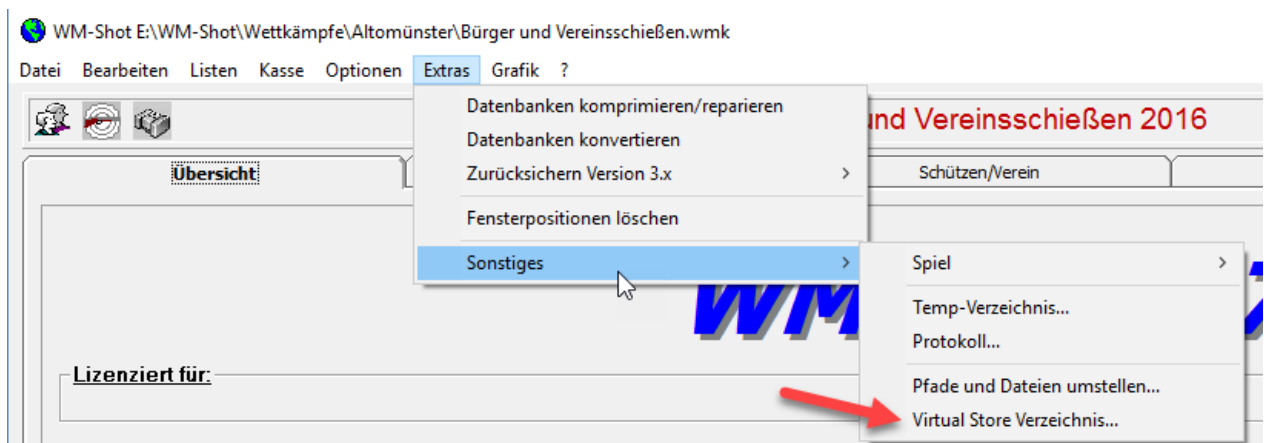 WM-Shot E:\WM-Shot\Wettkämpfe\Altomünster\Bürger und Vereinsschießen.wmk
Datei Bearbeiten Listen Kasse Optionen Extras Grafik ?
Datenbanken komprimieren/reparieren
und Vereinsschießen 2016
Datenbanken konvertieren
Übersicht
Zurücksichern Version 3.x
Schützen/Verein
Fensterpositionen löschen
Sonstiges
Spiel
WM
Temp-Verzeichnis...
Protokoll...
Lizenziert für:
Pfade und Dateien umstellen...
Virtual Store Verzeichnis...